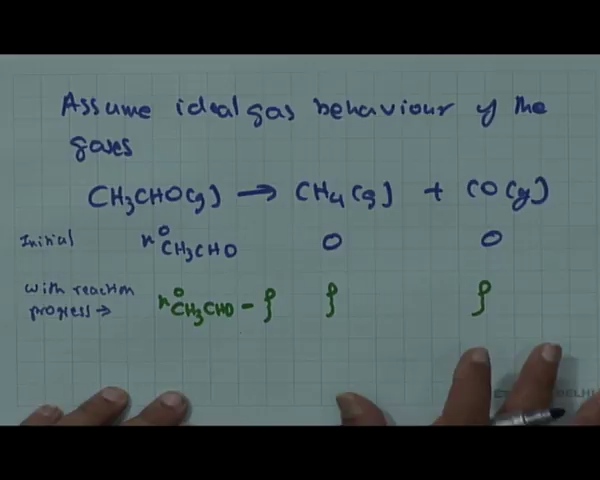 Assume ideal gas behaviour of the
gases
CH₃CHO(g) → CH₄(g) + CO(g)
Initial n°CH₃CHO 0 0
with reaction
progress → n°CH₃CHO - ξ ξ ξ